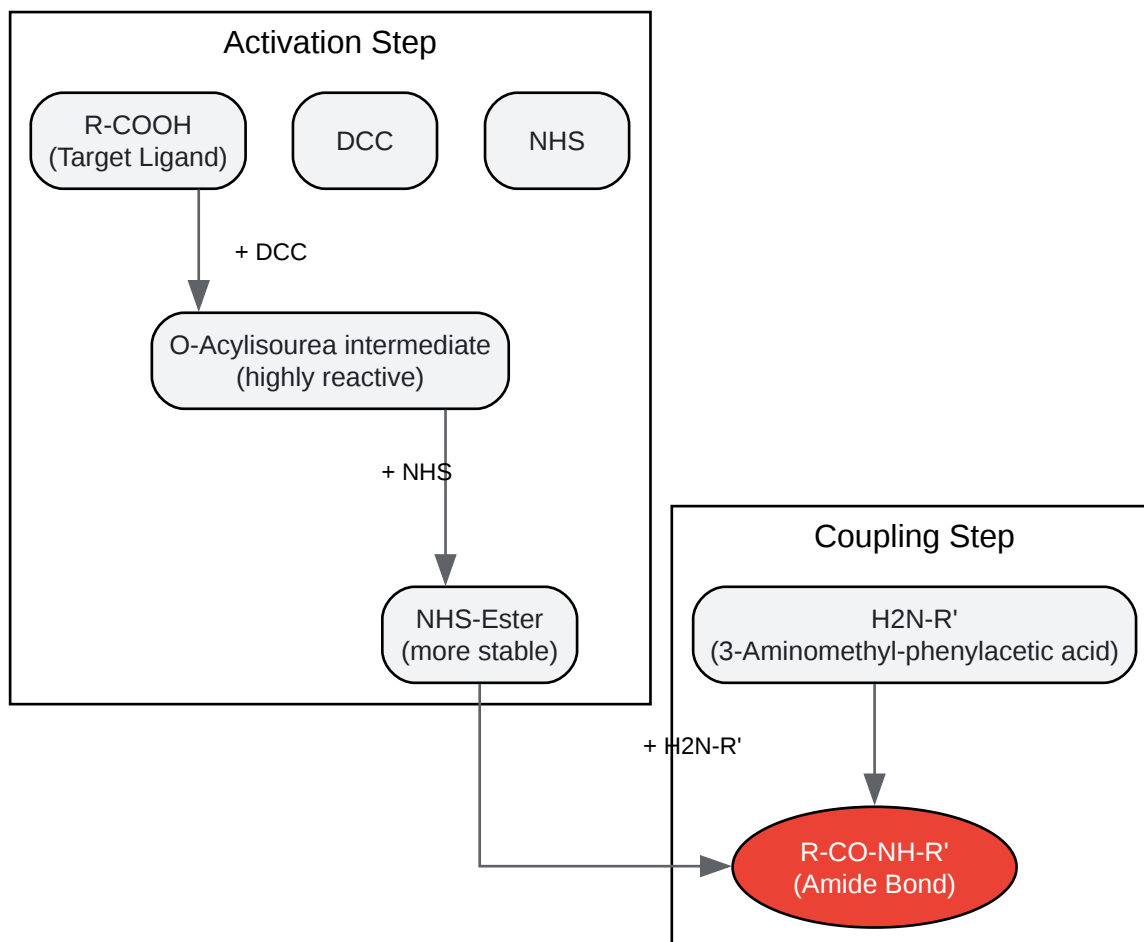 Activation Step
R-COOH
(Target Ligand)
DCC
NHS
+ DCC
O-Acylisourea intermediate
(highly reactive)
+ NHS
NHS-Ester
(more stable)
Coupling Step
H2N-R'
(3-Aminomethyl-phenylacetic acid)
+ H2N-R'
R-CO-NH-R'
(Amide Bond)